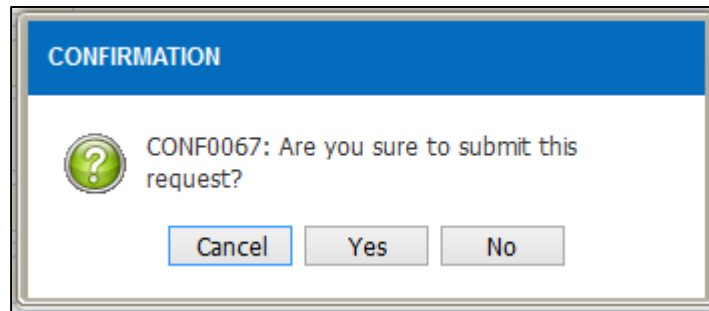 CONFIRMATION
CONF0067: Are you sure to submit this
request?
Cancel Yes No